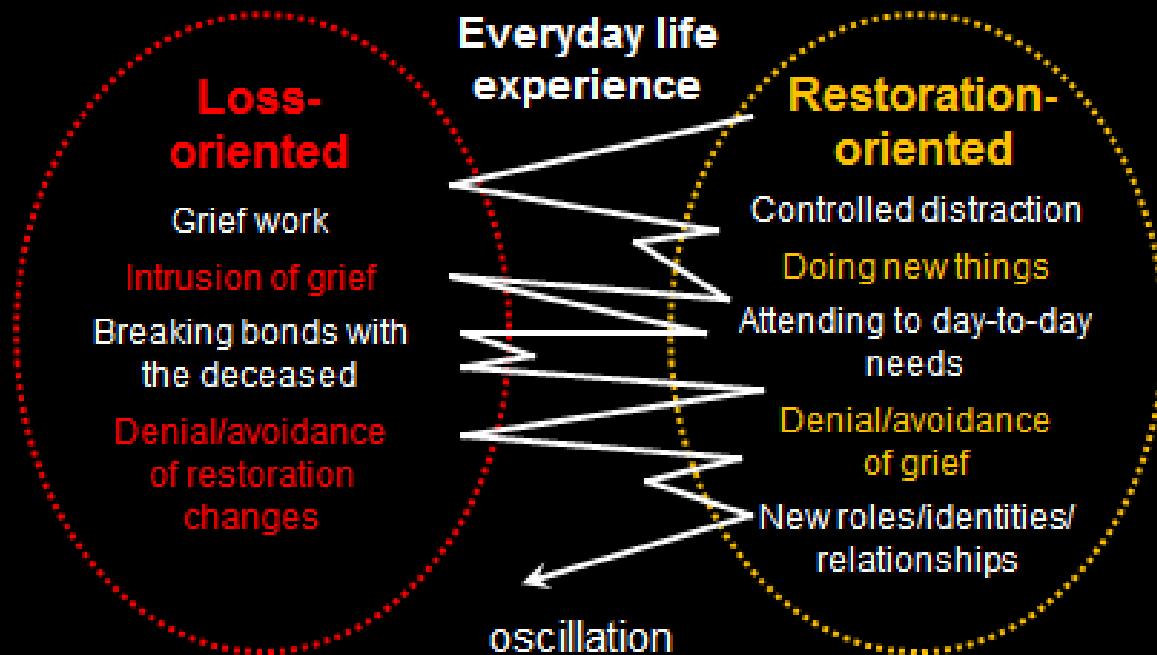 Everyday life
experience
Loss-
oriented
Grief work
Intrusion of grief
Breaking bonds with
the deceased
Denial/avoidance
of restoration
changes
Restoration-
oriented
Controlled distraction
Doing new things
Attending to day-to-day
needs
Denial/avoidance
of grief
New roles/identities/
relationships
oscillation